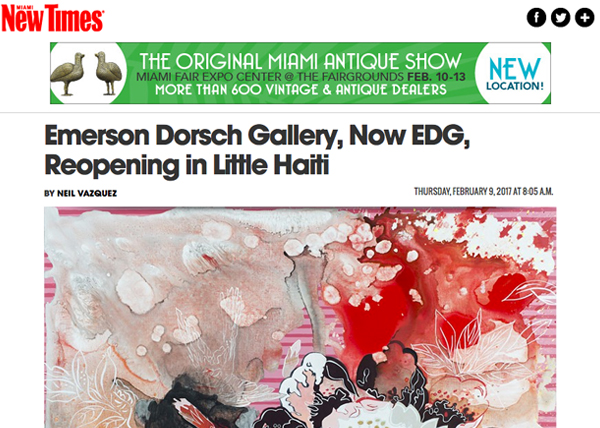 MIAMI
New Times
THE ORIGINAL MIAMI ANTIQUE SHOW
MIAMI FAIR EXPO CENTER @ THE FAIRGROUNDS FEB. 10-13
MORE THAN 600 VINTAGE & ANTIQUE DEALERS
NEW
LOCATION!
Emerson Dorsch Gallery, Now EDG,
Reopening in Little Haiti
BY NEIL VAZQUEZ
THURSDAY, FEBRUARY 9, 2017 AT 8:05 A.M.